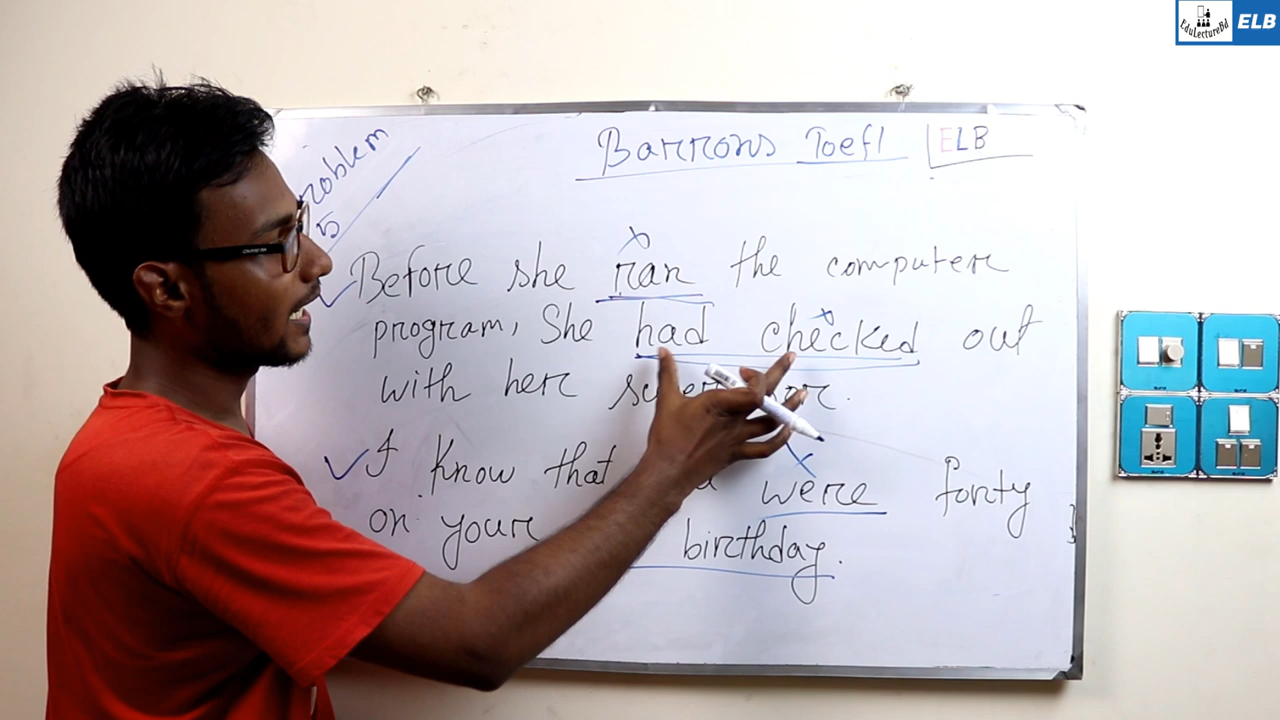 EduLectureBd ELB
Barrons Toefl ELB
roblem
5
Before she ran the computer
program, She had checked out
with her
I know that were forty
on your birthday.